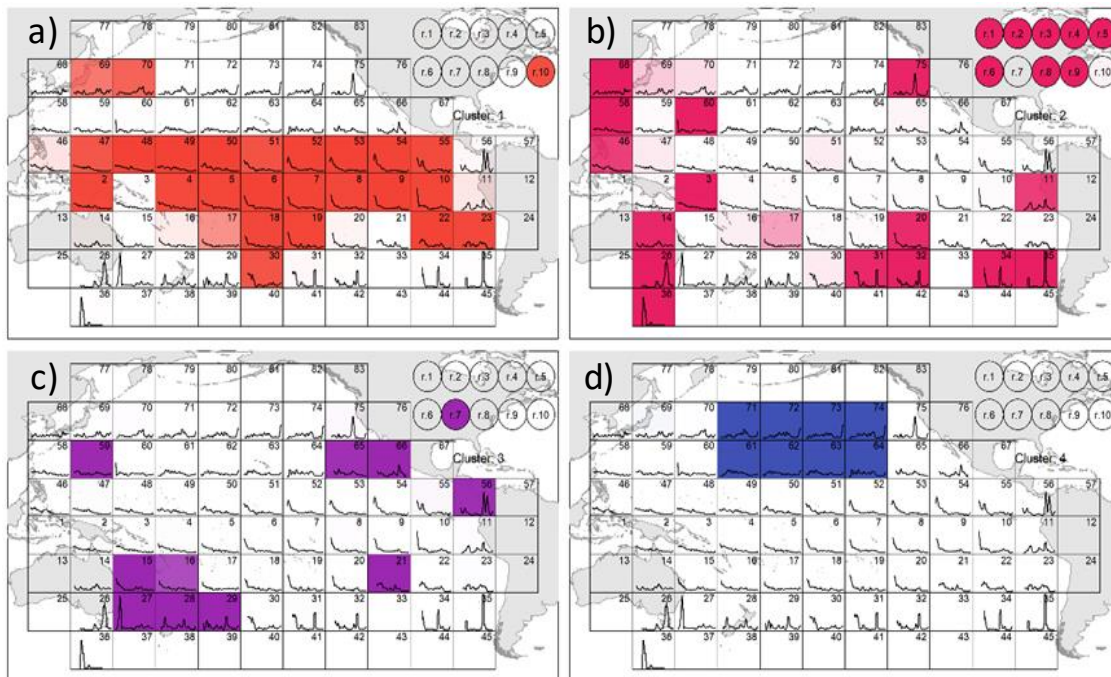 a)
77 78 79 80 81 82 83
r.1 r.2 r.3 r.4 r.5
68 69 70 71 72 73 74 75 76
r.6 r.7 r.8 r.9 r.10
58 59 60 61 62 63 64 65 66 67
Cluster: 1
46 47 48 49 50 51 52 53 54 55 56 57
1 2 3 4 5 6 7 8 9 10 11 12
13 14 15 16 17 18 19 20 21 22 23 24
25 26 27 28 29 30 31 32 33 34 35
36 37 38 39 40 41 42 43 44 45
b)
77 78 79 80 81 82 83
r.1 r.2 r.3 r.4 r.5
68 69 70 71 72 73 74 75 76
r.6 r.7 r.8 r.9 r.10
58 59 60 61 62 63 64 65 66 67
Cluster: 2
46 47 48 49 50 51 52 53 54 55 56 57
1 2 3 4 5 6 7 8 9 10 11 12
13 14 15 16 17 18 19 20 21 22 23 24
25 26 27 28 29 30 31 32 33 34 35
36 37 38 39 40 41 42 43 44 45
c)
77 78 79 80 81 82 83
r.1 r.2 r.3 r.4 r.5
68 69 70 71 72 73 74 75 76
r.6 r.7 r.8 r.9 r.10
58 59 60 61 62 63 64 65 66 67
Cluster: 3
46 47 48 49 50 51 52 53 54 55 56 57
1 2 3 4 5 6 7 8 9 10 11 12
13 14 15 16 17 18 19 20 21 22 23 24
25 26 27 28 29 30 31 32 33 34 35
36 37 38 39 40 41 42 43 44 45
d)
77 78 79 80 81 82 83
r.1 r.2 r.3 r.4 r.5
68 69 70 71 72 73 74 75 76
r.6 r.7 r.8 r.9 r.10
58 59 60 61 62 63 64 65 66 67
Cluster: 4
46 47 48 49 50 51 52 53 54 55 56 57
1 2 3 4 5 6 7 8 9 10 11 12
13 14 15 16 17 18 19 20 21 22 23 24
25 26 27 28 29 30 31 32 33 34 35
36 37 38 39 40 41 42 43 44 45